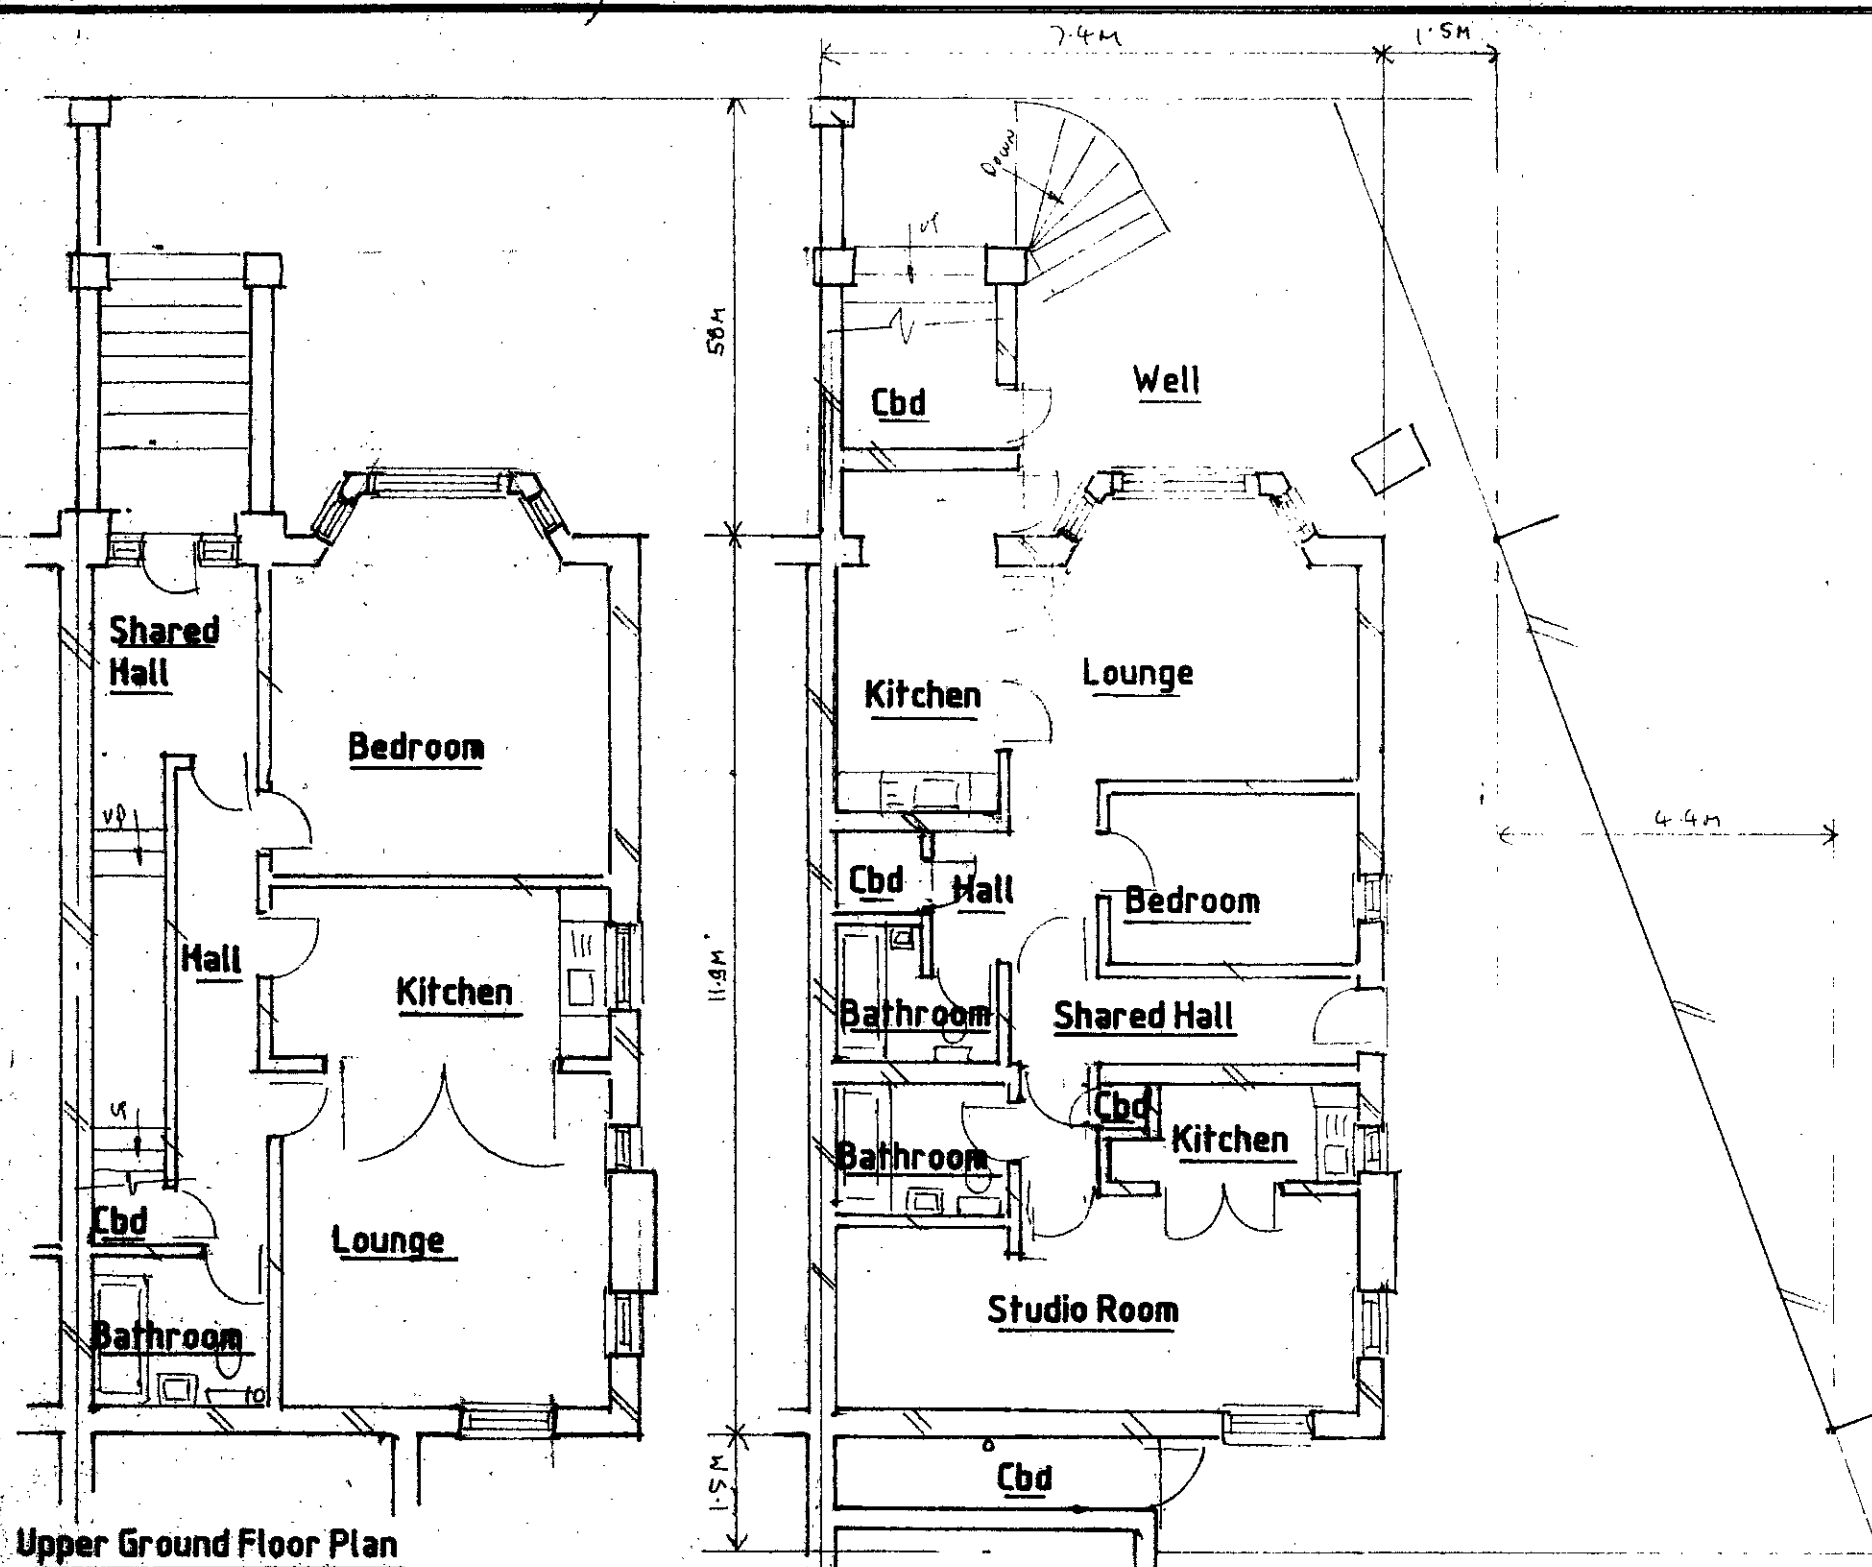 7.4M
1.5M
Down
UP
5.8M
Well
Cbd
Shared
Hall
Bedroom
UP
Hall
Kitchen
UP
Cbd
Lounge
Bathroom
Upper Ground Floor Plan
Lounge
Kitchen
4.4M
Cbd
Hall
Bedroom
11.9M
Bathroom
Shared Hall
Cbd
Kitchen
Bathroom
Studio Room
1.5M
Cbd